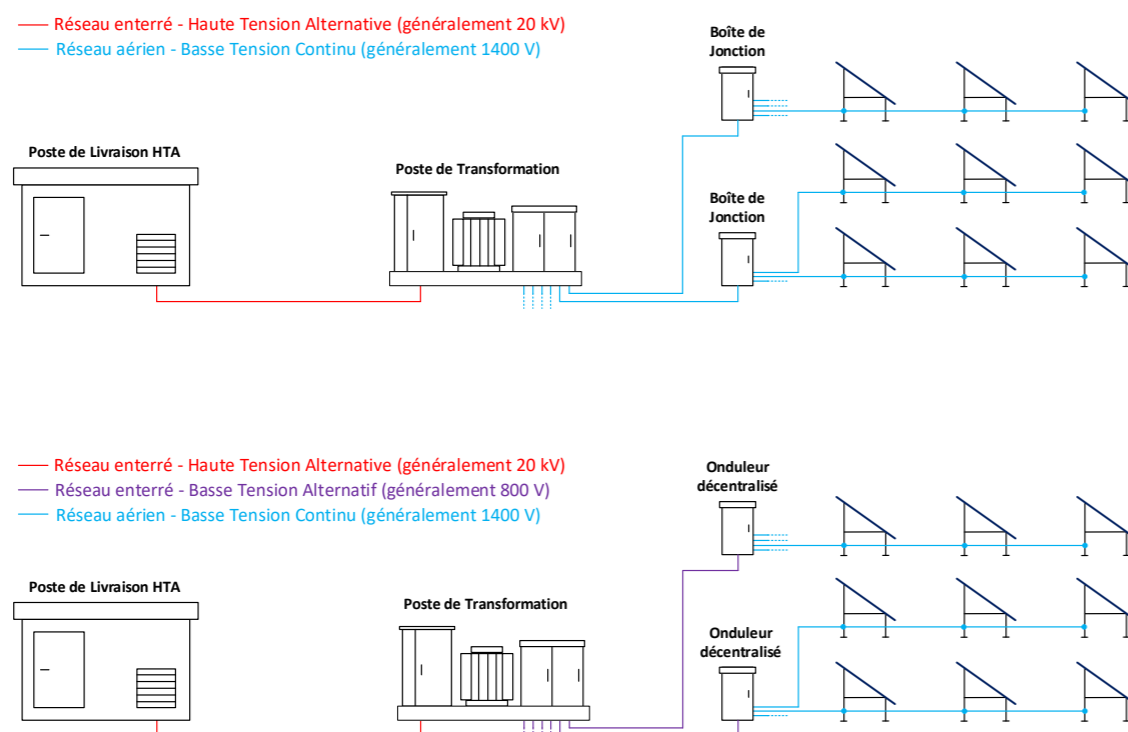 Réseau enterré - Haute Tension Alternative (généralement 20 kV)
Réseau aérien - Basse Tension Continu (généralement 1400 V)
Boîte de
Jonction
Poste de Livraison HTA
Poste de Transformation
Boîte de
Jonction
Réseau enterré - Haute Tension Alternative (généralement 20 kV)
Réseau enterré - Basse Tension Alternatif (généralement 800 V)
Réseau aérien - Basse Tension Continu (généralement 1400 V)
Onduleur
décentralisé
Poste de Livraison HTA
Poste de Transformation
Onduleur
décentralisé